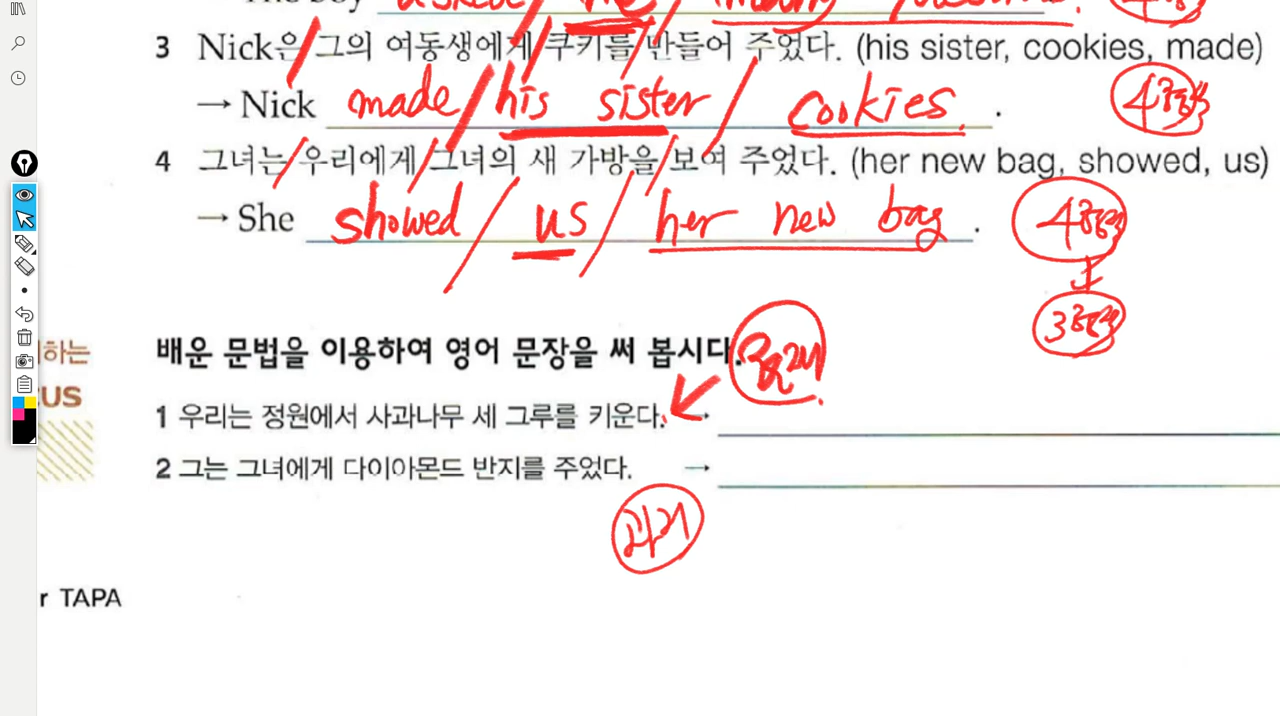 asked / me / many
3 Nick은 / 그의 여동생에게 / 쿠키를 / 만들어 주었다. (his sister, cookies, made)
→ Nick made / his sister / cookies . 4형식
4 그녀는 / 우리에게 / 그녀의 새 가방을 / 보여 주었다. (her new bag, showed, us)
→ She showed / us / her new bag . 4형식
3형식
하는
US
배운 문법을 이용하여 영어 문장을 써 봅시다. 현재
1 우리는 정원에서 사과나무 세 그루를 키운다. →
2 그는 그녀에게 다이아몬드 반지를 주었다. →
과거
r TAPA